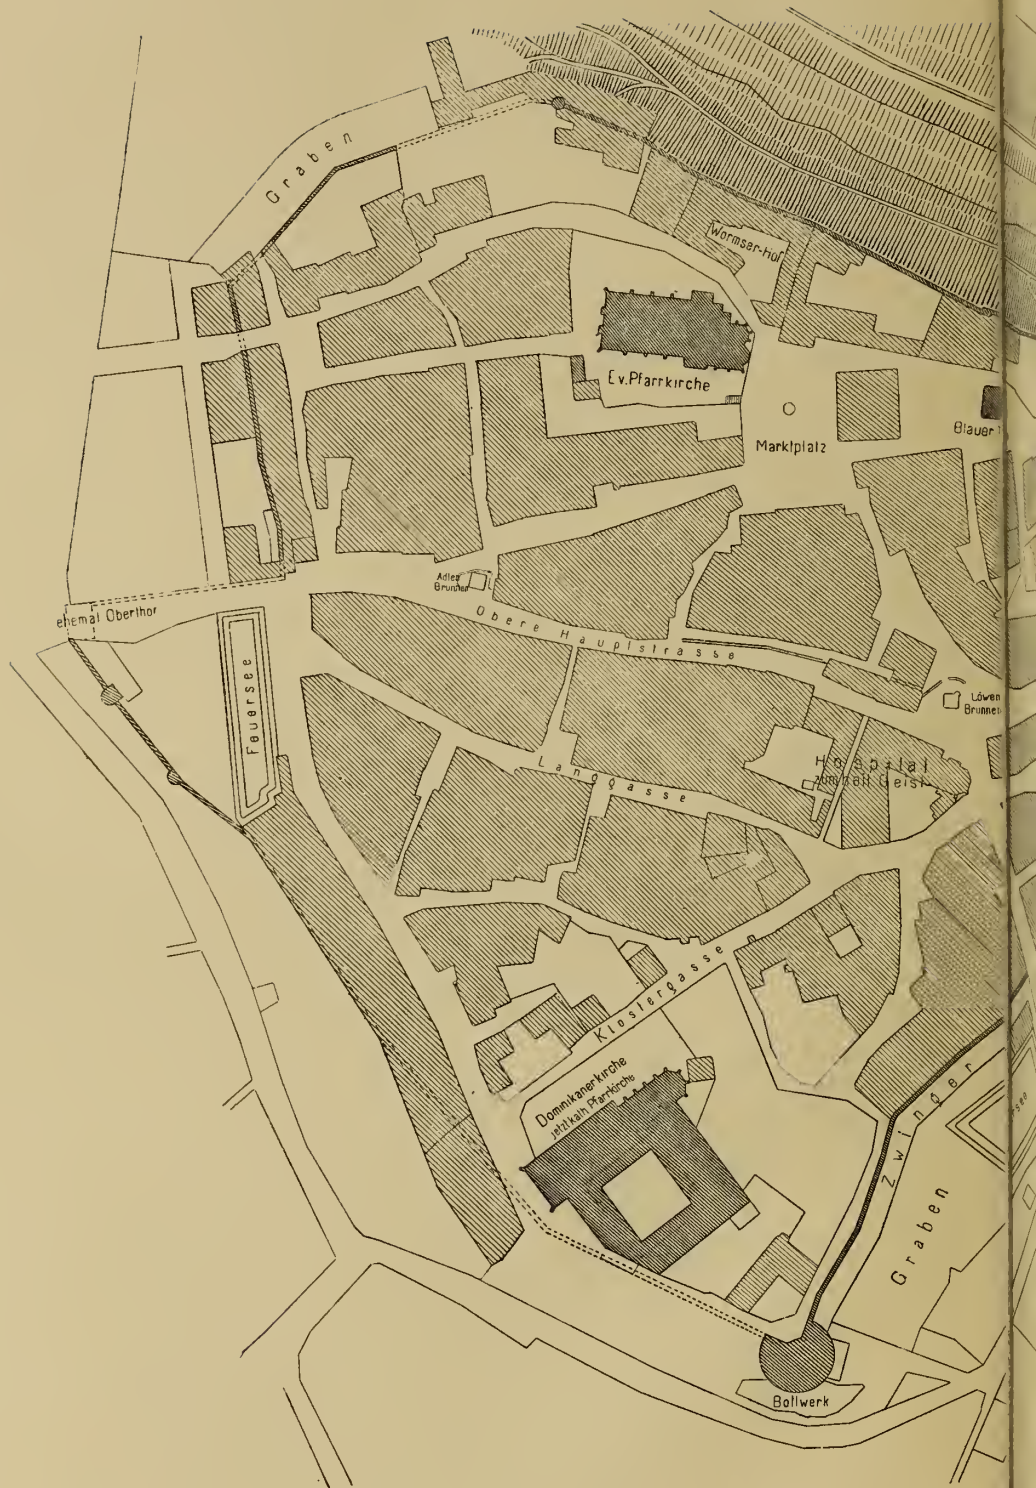 Graben
Wormser-Hof
Ev. Pfarrkirche
Marktplatz
Blauer
Adler
Brunnen
ehemal Oberthor
Obere Hauptstrasse
Feuersee
Löwen
Brunnen
Langgasse
Hospital
zum heil Geist
Klostergasse
Dominikanerkirche
jetzt kath Pfarrkirche
Zwinger
Graben
Bollwerk